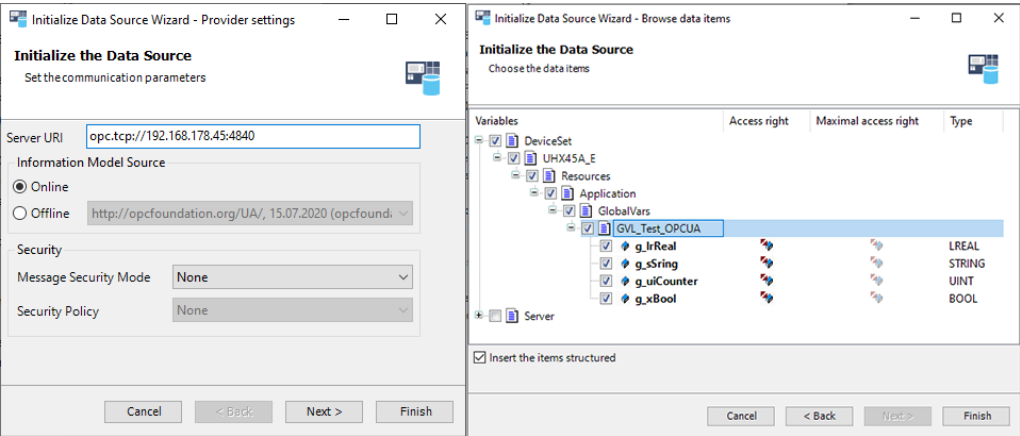 Initialize Data Source Wizard - Provider settings
Initialize the Data Source
Set the communication parameters
Server URI opc.tcp://192.168.178.45:4840
Information Model Source
Online
Offline http://opcfoundation.org/UA/, 15.07.2020 (opcfounda
Security
Message Security Mode None
Security Policy None
Cancel < Back Next > Finish
Initialize Data Source Wizard - Browse data items
Initialize the Data Source
Choose the data items
Variables Access right Maximal access right Type
DeviceSet
UHX45A_E
Resources
Application
GlobalVars
GVL_Test_OPCUA
g_lrReal LREAL
g_sSring STRING
g_uiCounter UINT
g_xBool BOOL
Server
Insert the items structured
Cancel < Back Next > Finish